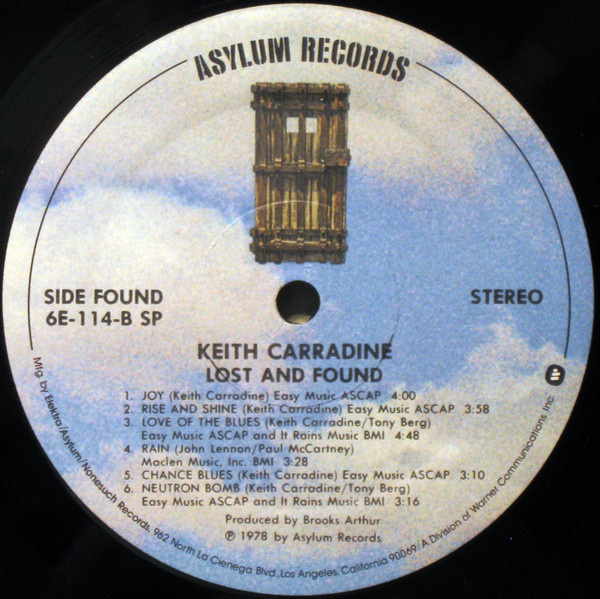 ASYLUM RECORDS
SIDE FOUND
6E-114-B SP
STEREO
KEITH CARRADINE
LOST AND FOUND
1. JOY (Keith Carradine) Easy Music ASCAP 4:00
2. RISE AND SHINE (Keith Carradine) Easy Music ASCAP 3:58
3. LOVE OF THE BLUES (Keith Carradine/Tony Berg)
Easy Music ASCAP and It Rains Music BMI 4:48
4. RAIN (John Lennon/Paul McCartney)
Maclen Music, Inc. BMI 3:28
5. CHANCE BLUES (Keith Carradine) Easy Music ASCAP 3:10
6. NEUTRON BOMB (Keith Carradine/Tony Berg)
Easy Music ASCAP and It Rains Music BMI 3:16
Produced by Brooks Arthur
℗ 1978 by Asylum Records
Mfg. by Elektra/Asylum/Nonesuch Records, 962 North La Cienega Blvd., Los Angeles, California 90069/A Division of Warner Communications, Inc.